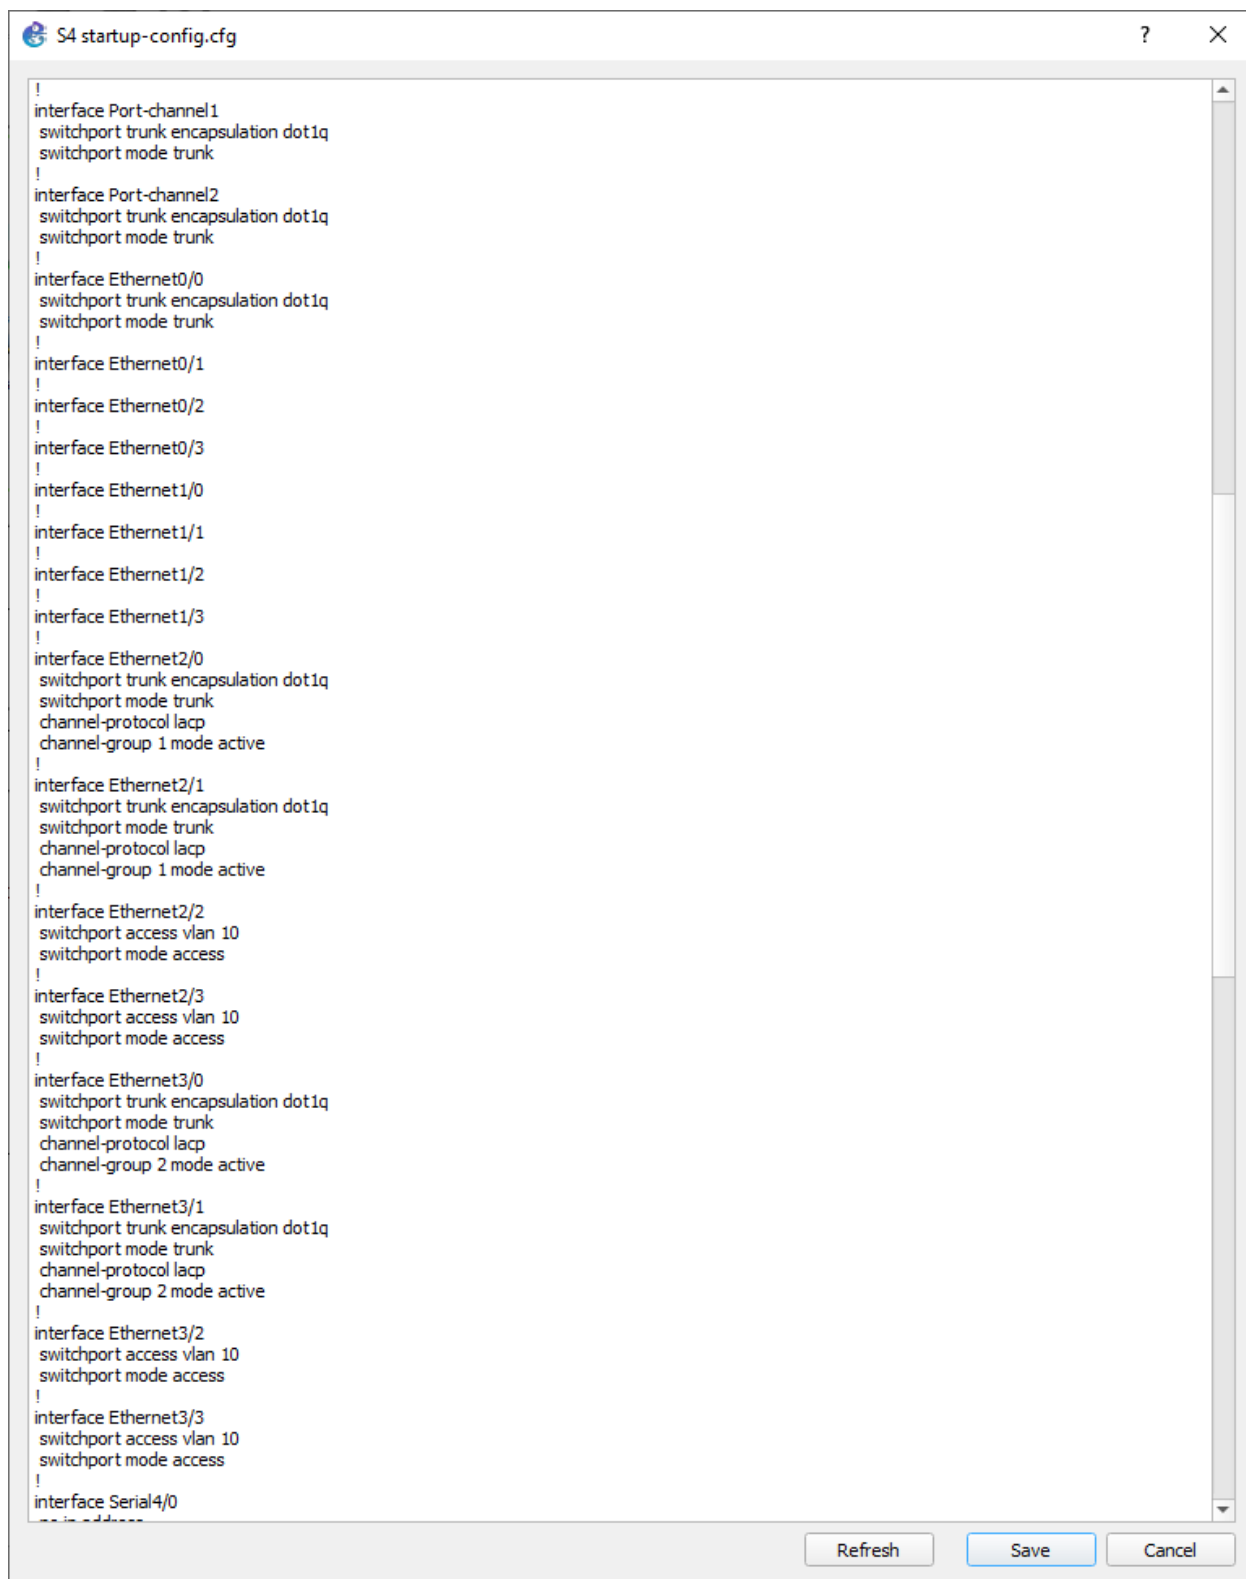 S4 startup-config.cfg
!
interface Port-channel1
switchport trunk encapsulation dot1q
switchport mode trunk
!
interface Port-channel2
switchport trunk encapsulation dot1q
switchport mode trunk
!
interface Ethernet0/0
switchport trunk encapsulation dot1q
switchport mode trunk
!
interface Ethernet0/1
!
interface Ethernet0/2
!
interface Ethernet0/3
!
interface Ethernet1/0
!
interface Ethernet1/1
!
interface Ethernet1/2
!
interface Ethernet1/3
!
interface Ethernet2/0
switchport trunk encapsulation dot1q
switchport mode trunk
channel-protocol lacp
channel-group 1 mode active
!
interface Ethernet2/1
switchport trunk encapsulation dot1q
switchport mode trunk
channel-protocol lacp
channel-group 1 mode active
!
interface Ethernet2/2
switchport access vlan 10
switchport mode access
!
interface Ethernet2/3
switchport access vlan 10
switchport mode access
!
interface Ethernet3/0
switchport trunk encapsulation dot1q
switchport mode trunk
channel-protocol lacp
channel-group 2 mode active
!
interface Ethernet3/1
switchport trunk encapsulation dot1q
switchport mode trunk
channel-protocol lacp
channel-group 2 mode active
!
interface Ethernet3/2
switchport access vlan 10
switchport mode access
!
interface Ethernet3/3
switchport access vlan 10
switchport mode access
!
interface Serial4/0
Refresh Save Cancel